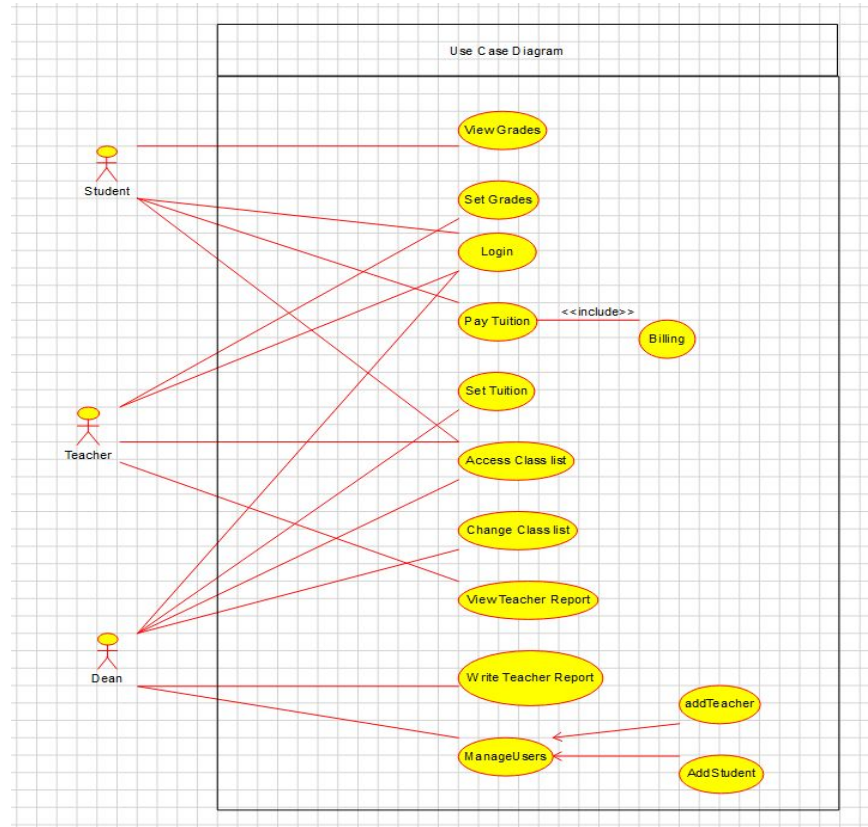 Use Case Diagram
View Grades
Student
Set Grades
Login
<<include>>
Pay Tuition
Billing
Set Tuition
Teacher
Access Class list
Change Class list
View Teacher Report
Dean
Write Teacher Report
addTeacher
ManageUsers
AddStudent